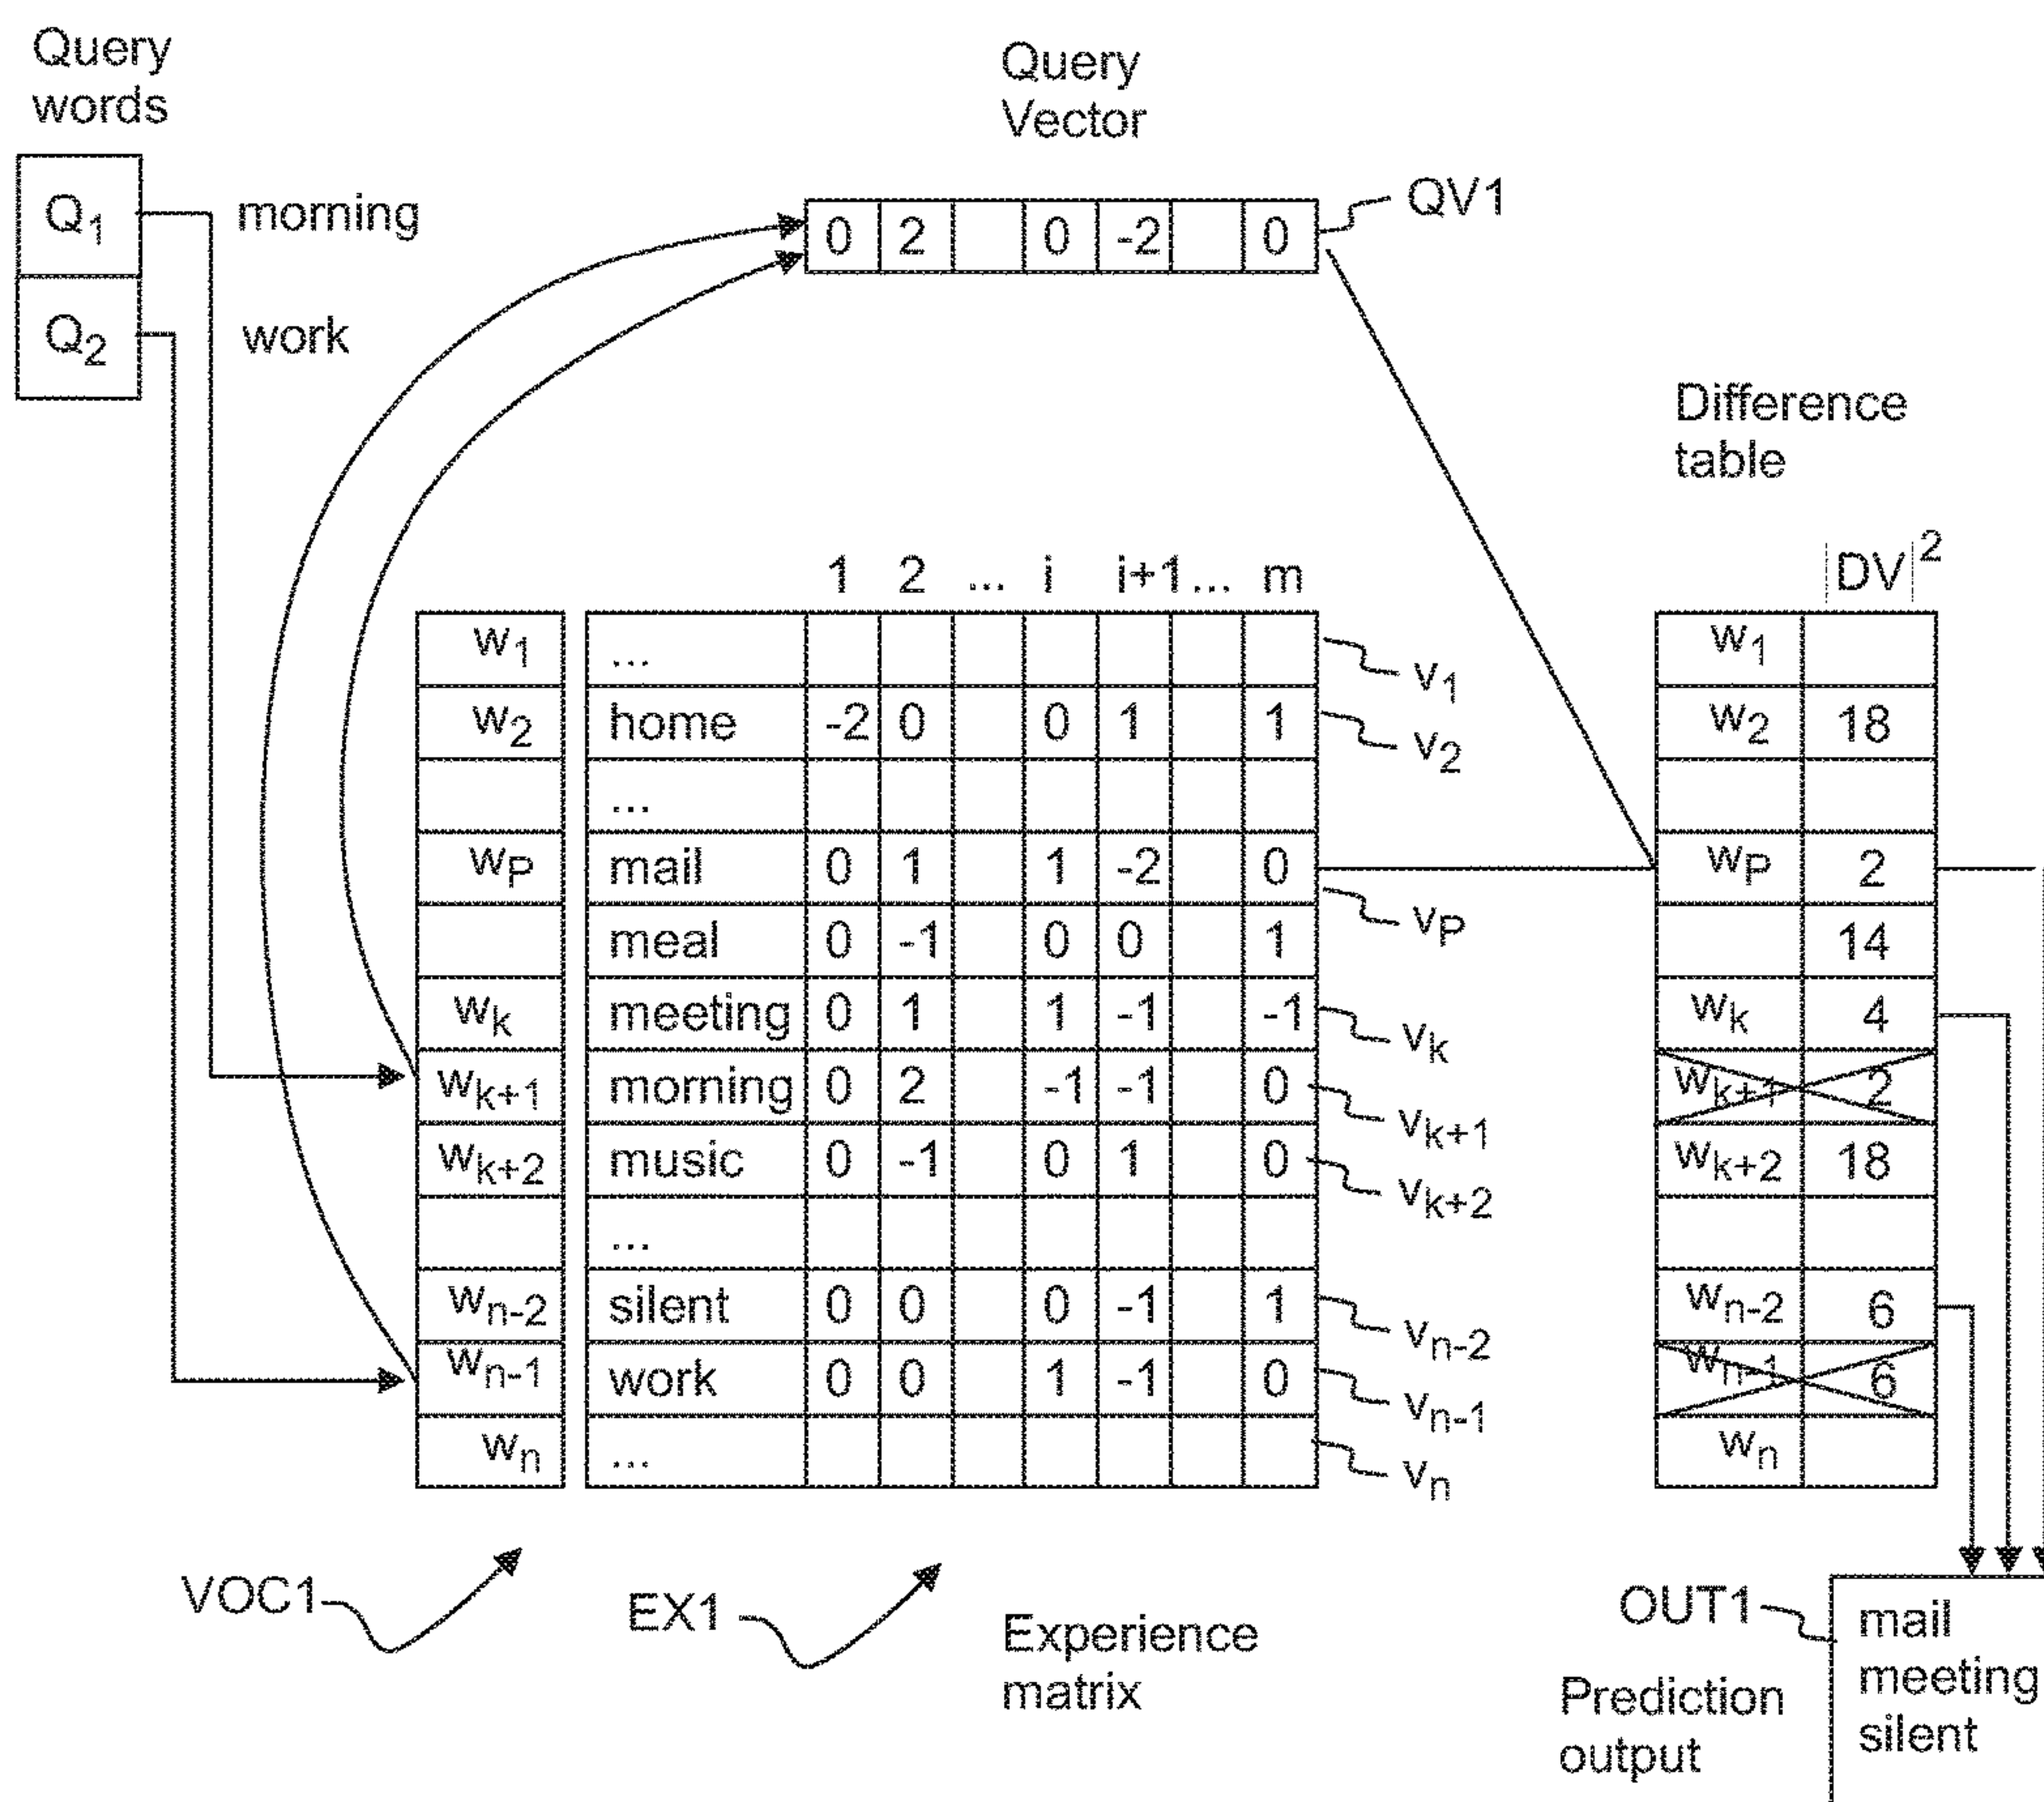 Query
words
Q1 morning
Q2 work
Query
Vector
0 2 0 -2 0
QV1
Difference
table
|DV|2
1 2 ... i i+1 ... m
w1 ... v1 w1
w2 home -2 0 0 1 1 v2 w2 18
...
wP mail 0 1 1 -2 0 vP wP 2
meal 0 -1 0 0 1 14
wk meeting 0 1 1 -1 -1 vk wk 4
wk+1 morning 0 2 -1 -1 0 vk+1 wk+1 2
wk+2 music 0 -1 0 1 0 vk+2 wk+2 18
...
wn-2 silent 0 0 0 -1 1 vn-2 wn-2 6
wn-1 work 0 0 1 -1 0 vn-1 wn-1 6
wn ... vn wn
VOC1
EX1
Experience
matrix
OUT1
Prediction
output
mail
meeting
silent